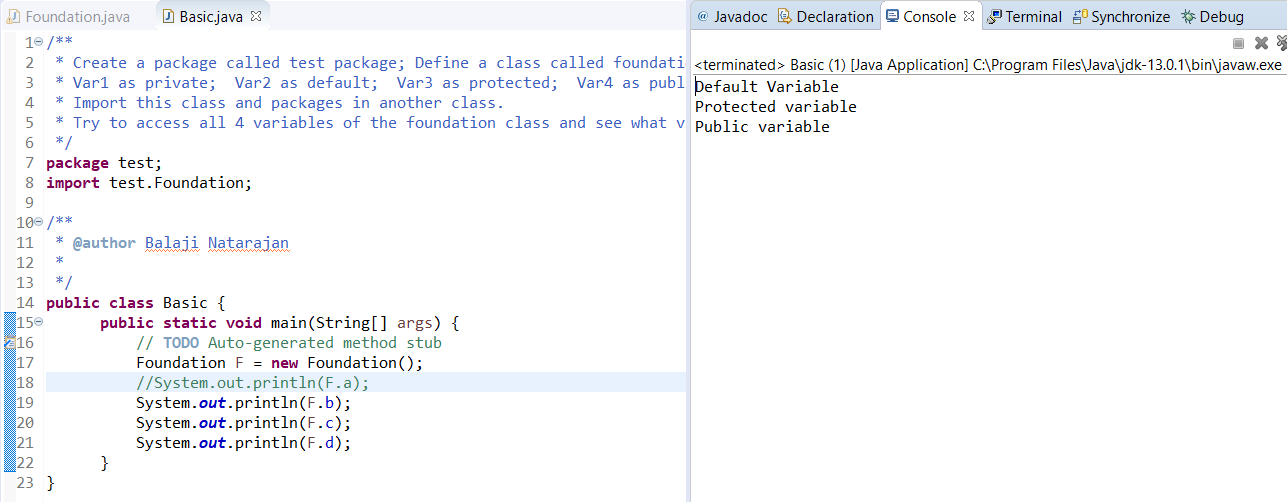 Foundation.java Basic.java
1 /**
2 * Create a package called test package; Define a class called foundati
3 * Var1 as private; Var2 as default; Var3 as protected; Var4 as publ
4 * Import this class and packages in another class.
5 * Try to access all 4 variables of the foundation class and see what v
6 */
7 package test;
8 import test.Foundation;
9
10 /**
11 * @author Balaji Natarajan
12 *
13 */
14 public class Basic {
15 public static void main(String[] args) {
16 // TODO Auto-generated method stub
17 Foundation F = new Foundation();
18 //System.out.println(F.a);
19 System.out.println(F.b);
20 System.out.println(F.c);
21 System.out.println(F.d);
22 }
23 }
@ Javadoc Declaration Console Terminal Synchronize Debug
<terminated> Basic (1) [Java Application] C:\Program Files\Java\jdk-13.0.1\bin\javaw.exe
Default Variable
Protected variable
Public variable